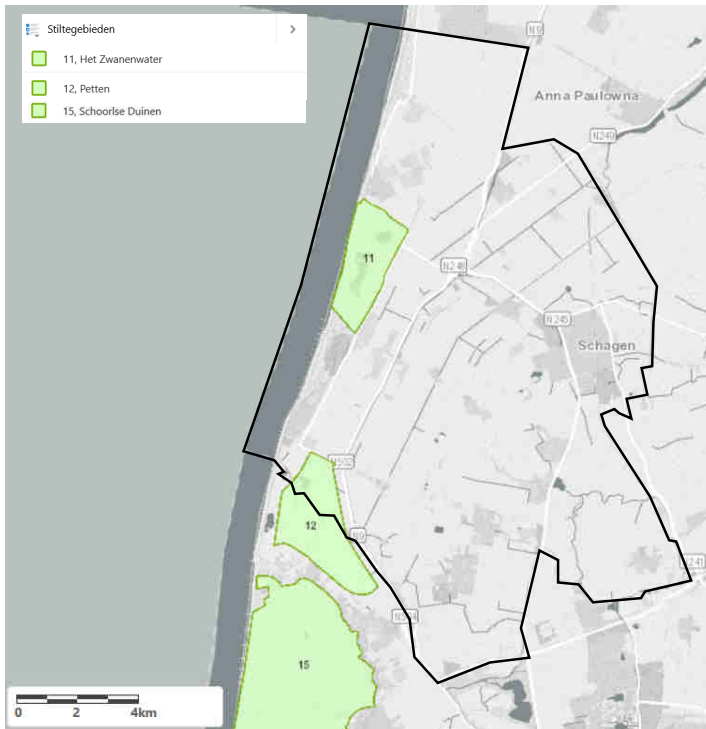 Stiltegebieden
11, Het Zwanenwater
12, Petten
15, Schoorlse Duinen
N9
Anna Paulowna
N249
11
N248
N245
Schagen
N502
12
N9
N241
15
0 2 4km